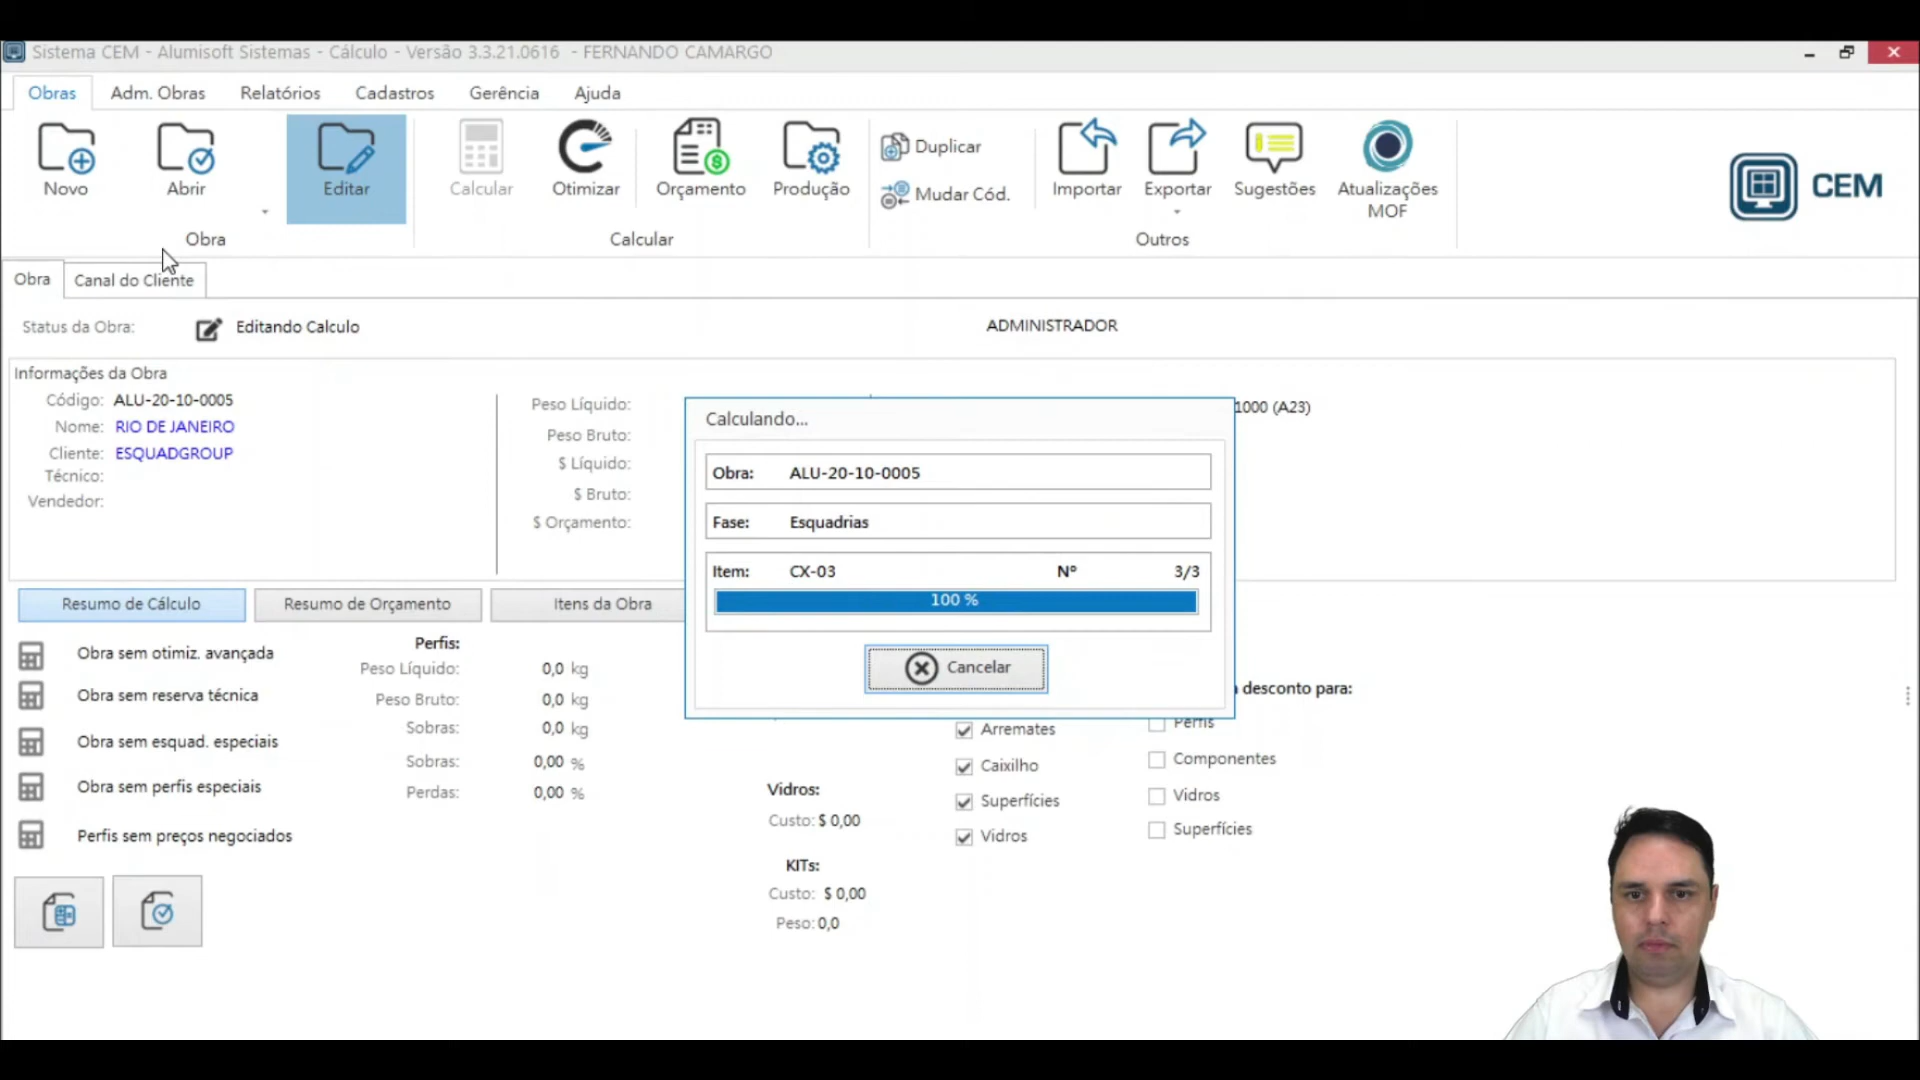 Sistema CEM - Alumisoft Sistemas - Cálculo - Versão 3.3.21.0616 - FERNANDO CAMARGO
Obras Adm. Obras Relatórios Cadastros Gerência Ajuda
Novo Abrir Editar Calcular Otimizar Orçamento Produção Duplicar Mudar Cód. Importar Exportar Sugestões Atualizações MOF CEM
Obra Calcular Outros
Obra Canal do Cliente
Status da Obra: Editando Calculo ADMINISTRADOR
Informações da Obra
Código: ALU-20-10-0005
Nome: RIO DE JANEIRO
Cliente: ESQUADGROUP
Técnico:
Vendedor:
Peso Líquido:
Peso Bruto:
$ Líquido:
$ Bruto:
$ Orçamento:
1000 (A23)
Calculando...
Obra: ALU-20-10-0005
Fase: Esquadrias
Item: CX-03 Nº 3/3
100 %
Cancelar
Resumo de Cálculo Resumo de Orçamento Itens da Obra
Obra sem otimiz. avançada
Obra sem reserva técnica
Obra sem esquad. especiais
Obra sem perfis especiais
Perfis sem preços negociados
Perfis:
Peso Líquido: 0,0 kg
Peso Bruto: 0,0 kg
Sobras: 0,0 kg
Sobras: 0,00 %
Perdas: 0,00 %
Vidros:
Custo: $ 0,00
KITs:
Custo: $ 0,00
Peso: 0,0
Arremates
Caixilho
Superfícies
Vidros
desconto para:
Perfis
Componentes
Vidros
Superfícies